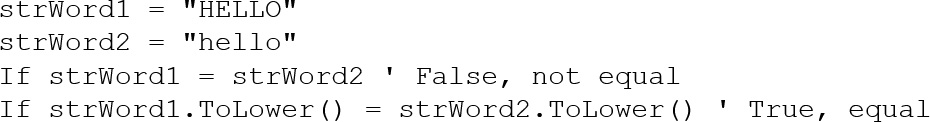 strWord1 = "HELLO"
strWord2 = "hello"
If strWord1 = strWord2 ' False, not equal
If strWord1.ToLower() = strWord2.ToLower() ' True, equal